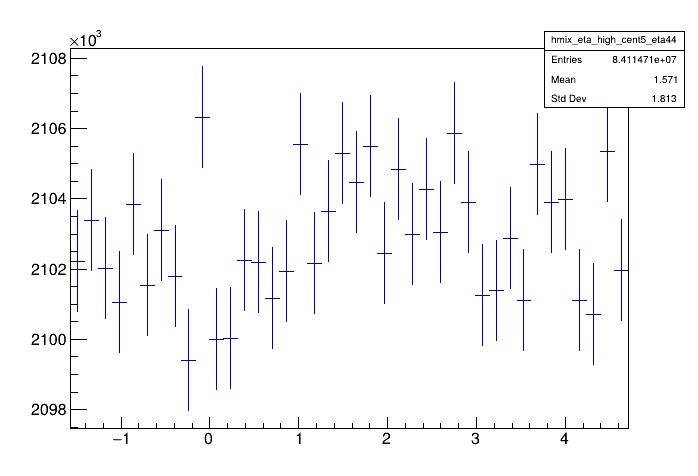 ×10³
hmix_eta_high_cent5_eta44
Entries 8.411471e+07
Mean 1.571
Std Dev 1.813
2108
2106
2104
2102
2100
2098
−1 0 1 2 3 4